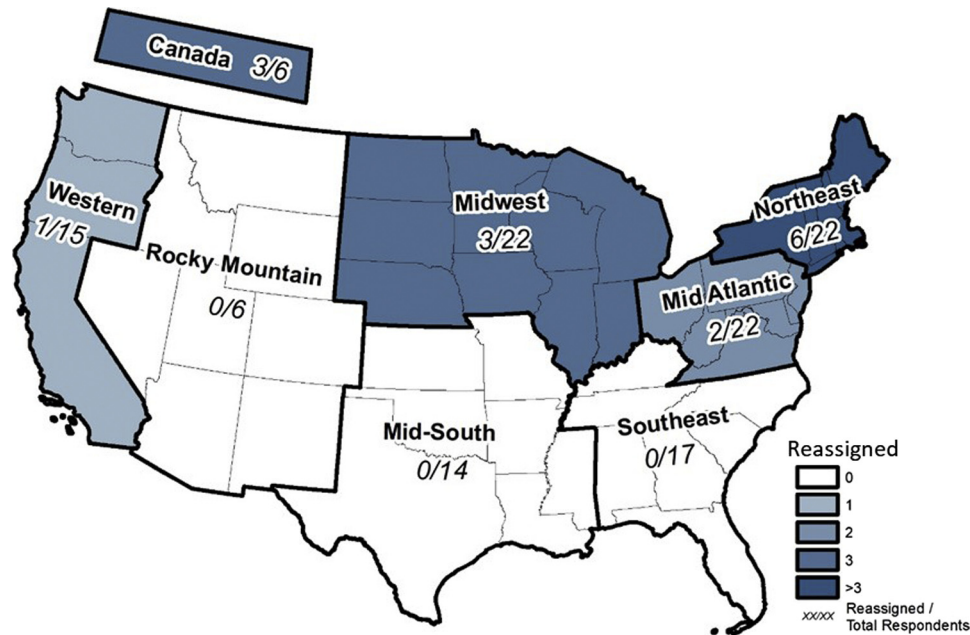 Canada 3/6
Western
1/15
Rocky Mountain
0/6
Midwest
3/22
Northeast
6/22
Mid Atlantic
2/22
Mid-South
0/14
Southeast
0/17
Reassigned
0
1
2
3
>3
xx/xx Reassigned /
Total Respondents